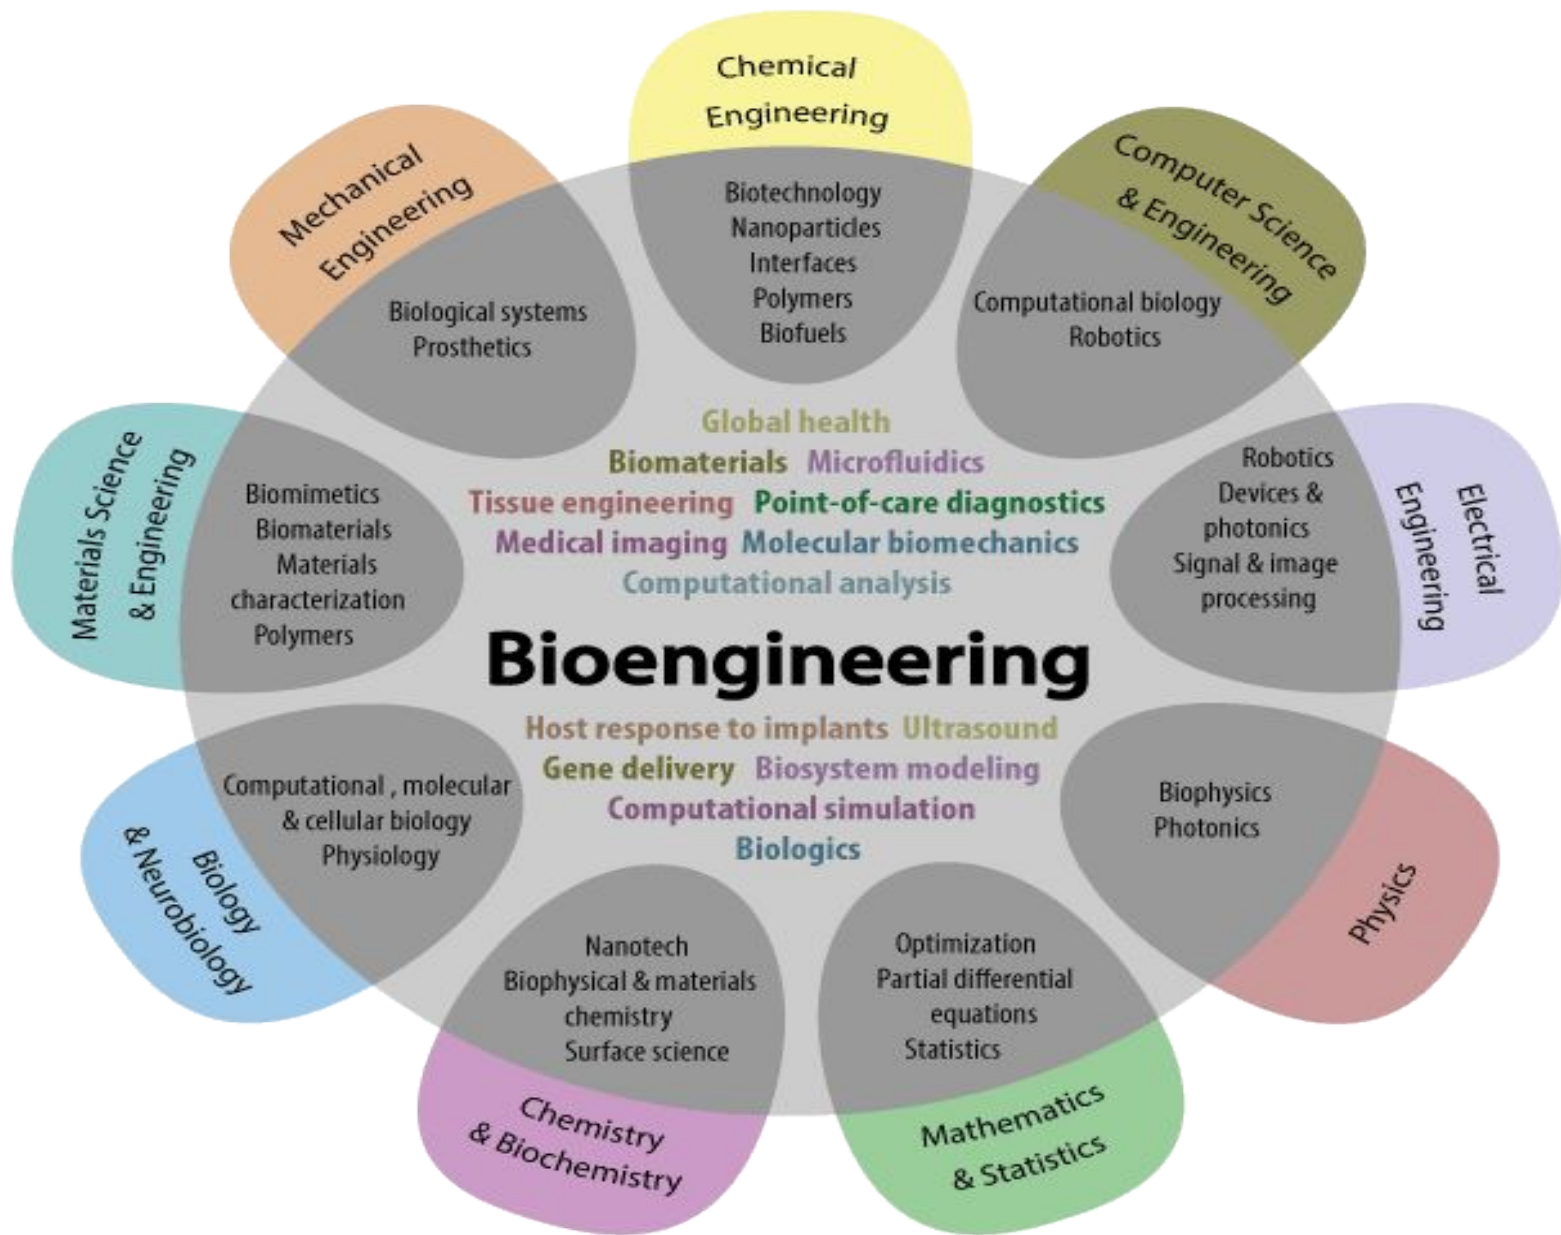 Chemical
Engineering
Biotechnology
Nanoparticles
Interfaces
Polymers
Biofuels
Computer Science
& Engineering
Computational biology
Robotics
Electrical
Engineering
Robotics
Devices &
photonics
Signal & image
processing
Physics
Biophysics
Photonics
Mathematics
& Statistics
Optimization
Partial differential
equations
Statistics
Chemistry
& Biochemistry
Nanotech
Biophysical & materials
chemistry
Surface science
Biology
& Neurobiology
Computational , molecular
& cellular biology
Physiology
Materials Science
& Engineering
Biomimetics
Biomaterials
Materials
characterization
Polymers
Mechanical
Engineering
Biological systems
Prosthetics
Global health
Biomaterials Microfluidics
Tissue engineering Point-of-care diagnostics
Medical imaging Molecular biomechanics
Computational analysis
Bioengineering
Host response to implants Ultrasound
Gene delivery Biosystem modeling
Computational simulation
Biologics